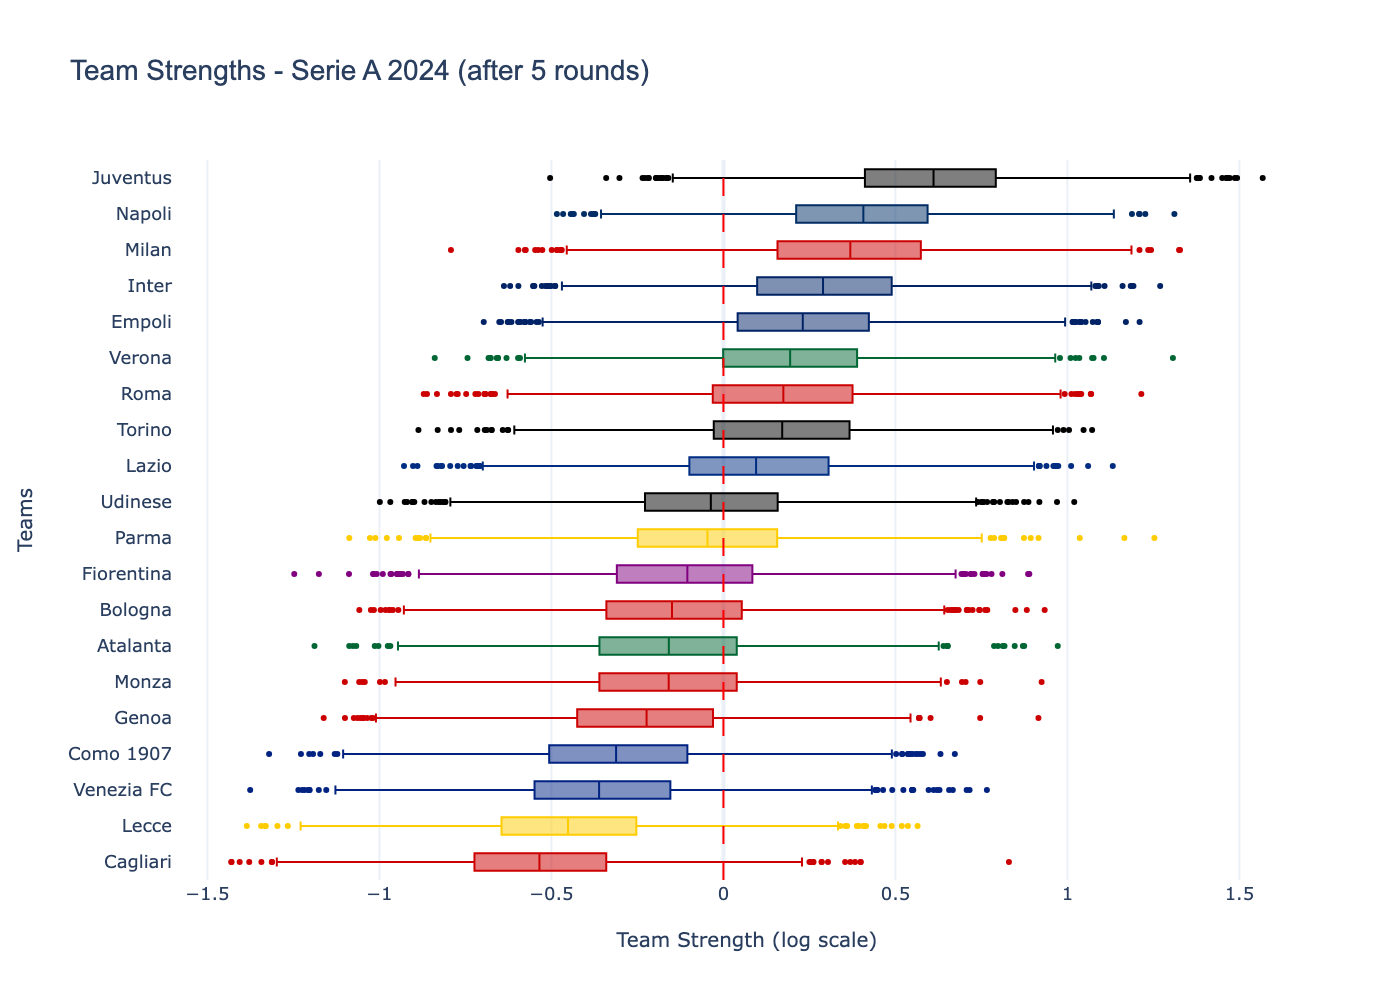 Team Strengths - Serie A 2024 (after 5 rounds)
Teams
Juventus
Napoli
Milan
Inter
Empoli
Verona
Roma
Torino
Lazio
Udinese
Parma
Fiorentina
Bologna
Atalanta
Monza
Genoa
Como 1907
Venezia FC
Lecce
Cagliari
−1.5 −1 −0.5 0 0.5 1 1.5
Team Strength (log scale)